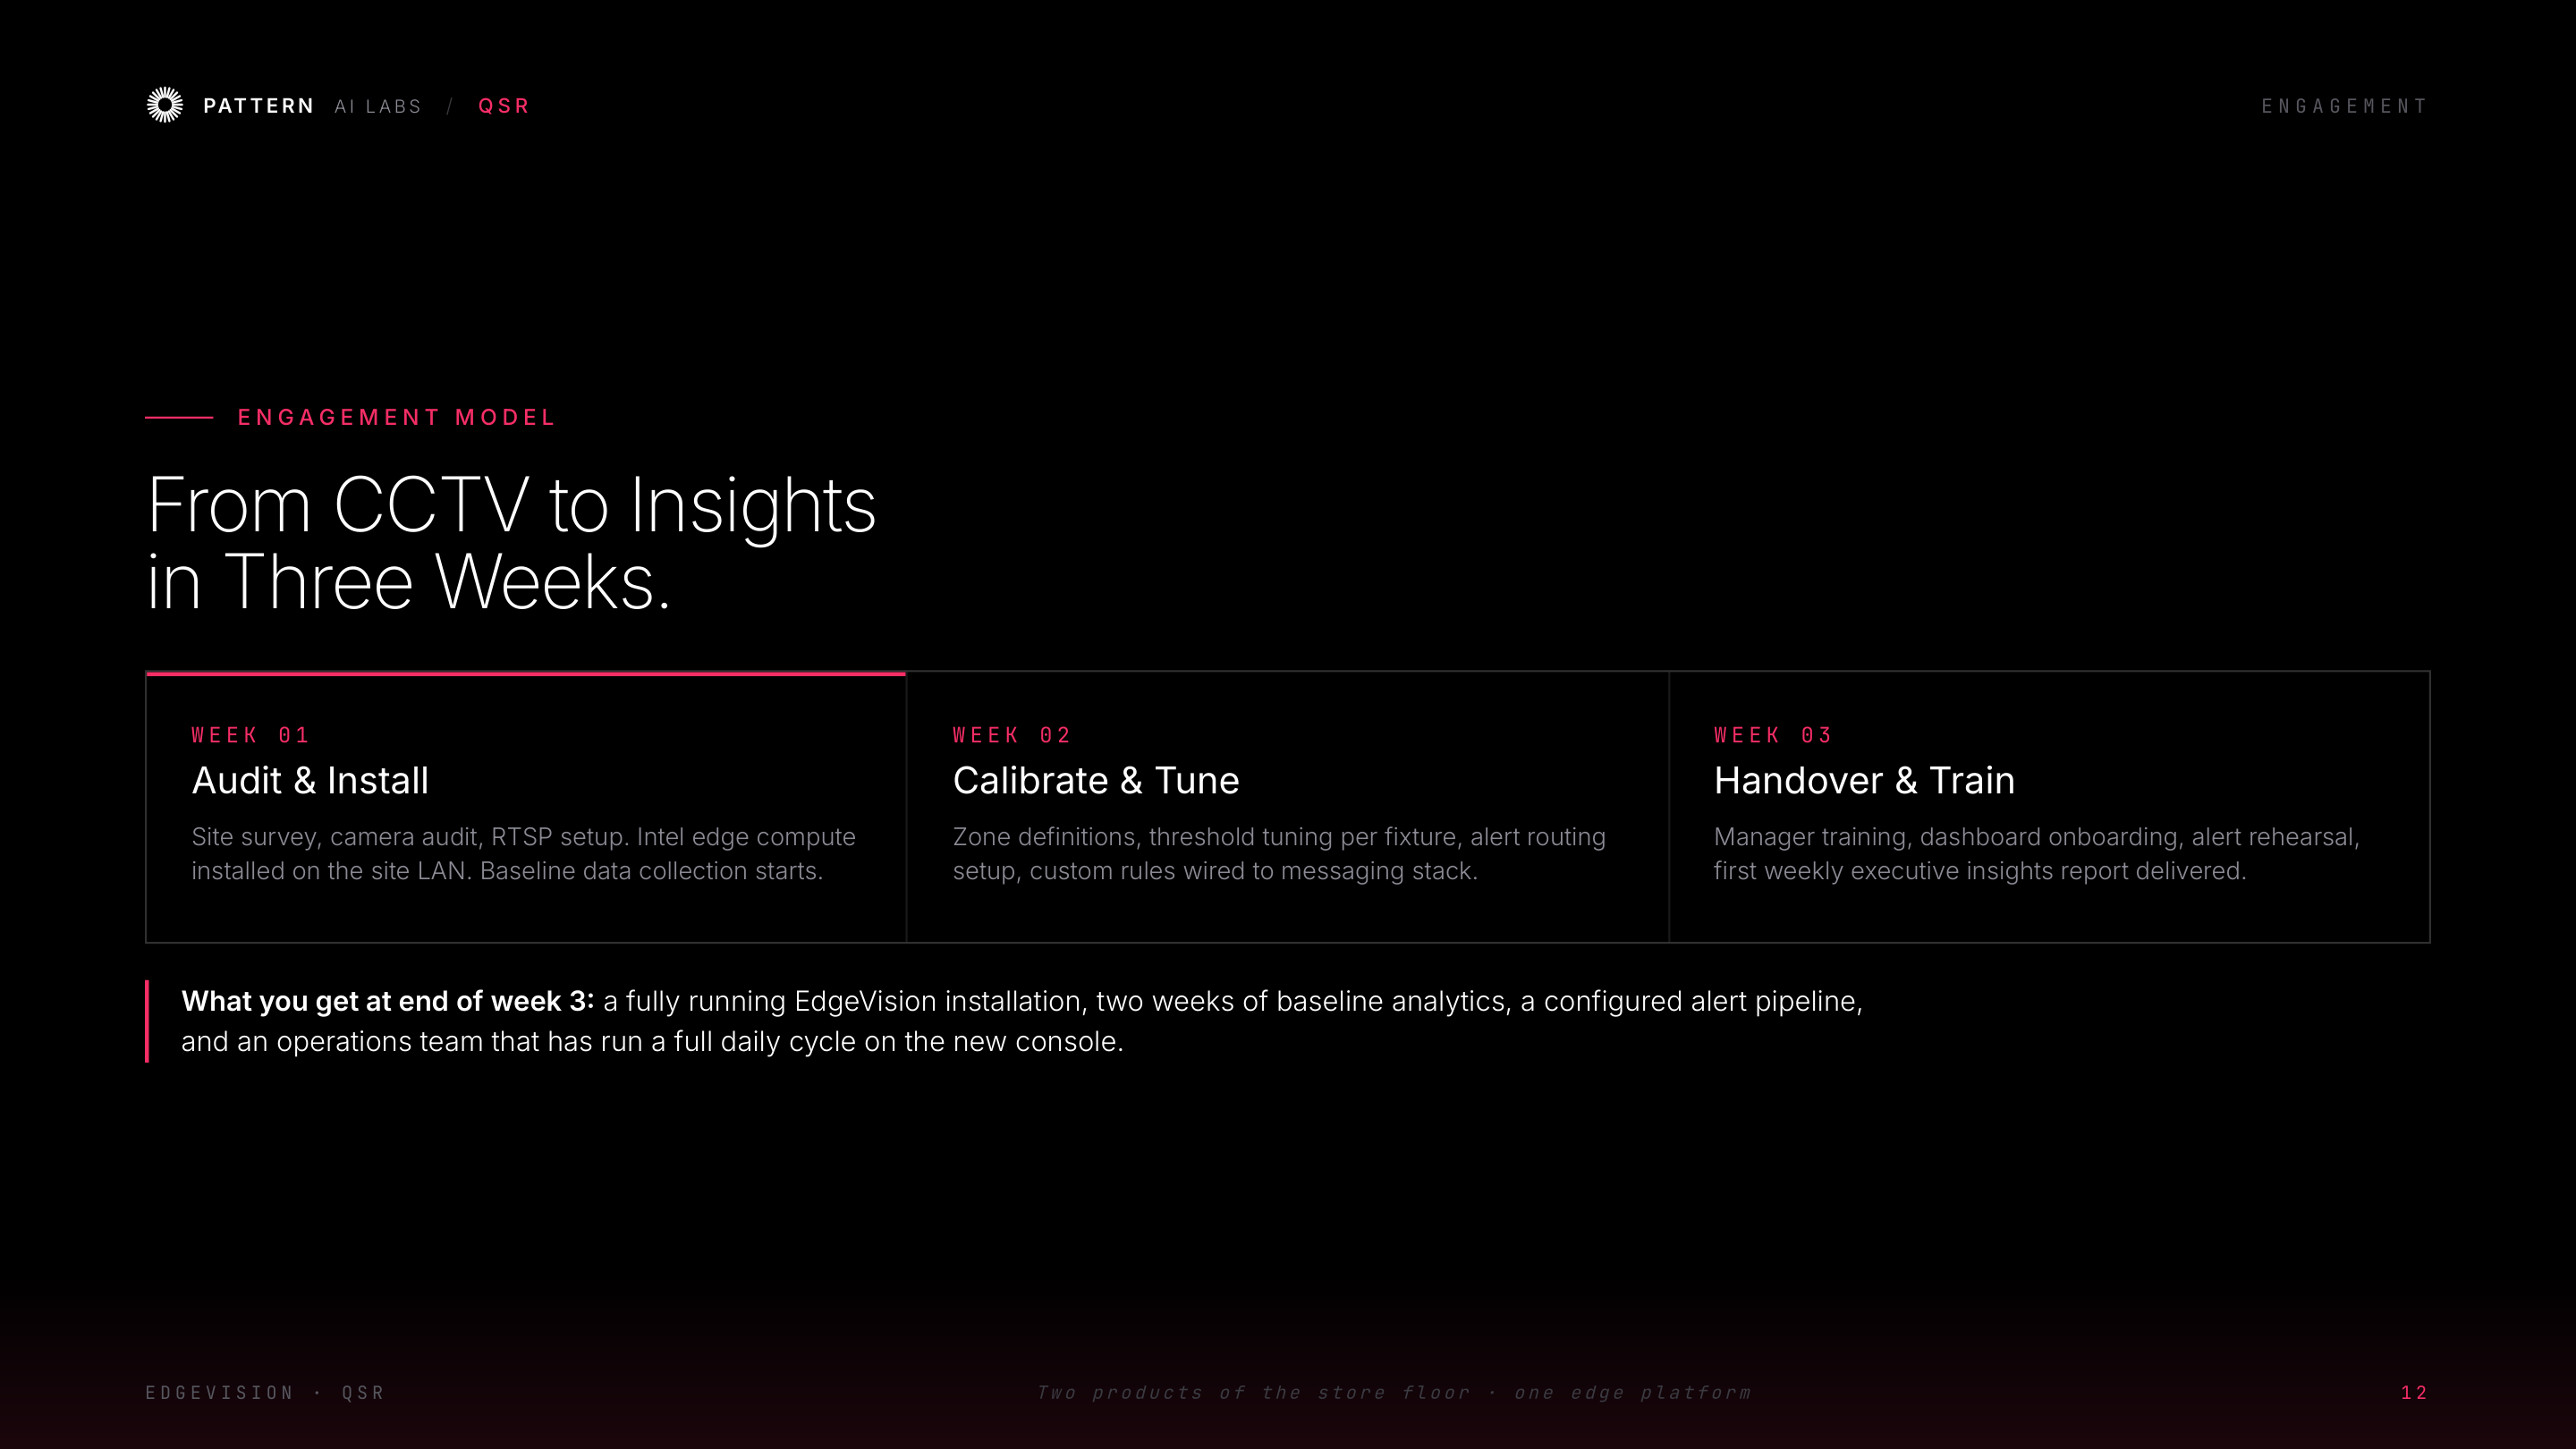 PATTERN AI LABS / QSR
ENGAGEMENT
ENGAGEMENT MODEL
From CCTV to Insights
in Three Weeks.
WEEK 01
Audit & Install
Site survey, camera audit, RTSP setup. Intel edge compute
installed on the site LAN. Baseline data collection starts.
WEEK 02
Calibrate & Tune
Zone definitions, threshold tuning per fixture, alert routing
setup, custom rules wired to messaging stack.
WEEK 03
Handover & Train
Manager training, dashboard onboarding, alert rehearsal,
first weekly executive insights report delivered.
What you get at end of week 3: a fully running EdgeVision installation, two weeks of baseline analytics, a configured alert pipeline,
and an operations team that has run a full daily cycle on the new console.
EDGEVISION · QSR
Two products of the store floor · one edge platform
12